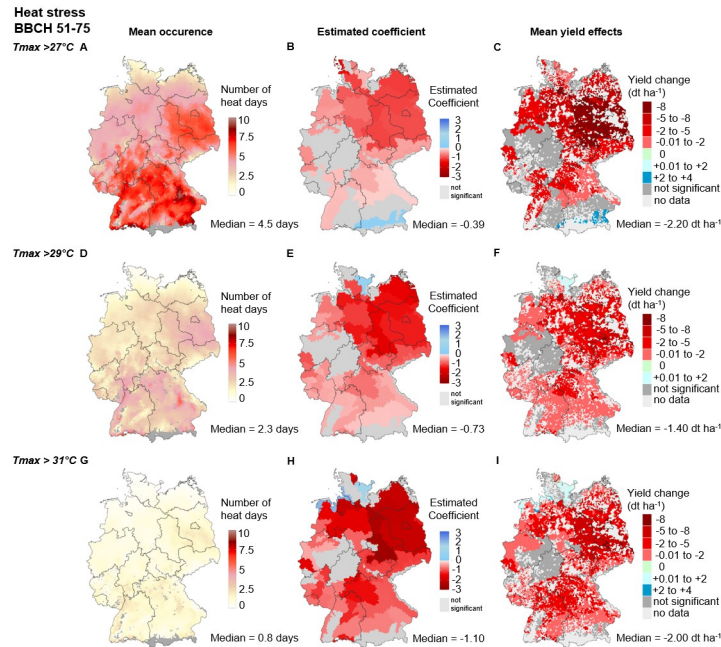 Heat stress
BBCH 51-75
Mean occurence
Estimated coefficient
Mean yield effects
Tmax >27°C A
Number of
heat days
10
7.5
5
2.5
0
Median = 4.5 days
B
Estimated
Coefficient
3
2
1
0
-1
-2
-3
not
significant
Median = -0.39
C
Yield change
(dt ha-1)
-8
-5 to -8
-2 to -5
-0.01 to -2
0
+0.01 to +2
+2 to +4
not significant
no data
Median = -2.20 dt ha-1
Tmax >29°C D
Number of
heat days
10
7.5
5
2.5
0
Median = 2.3 days
E
Estimated
Coefficient
3
2
1
0
-1
-2
-3
not
significant
Median = -0.73
F
Yield change
(dt ha-1)
-8
-5 to -8
-2 to -5
-0.01 to -2
0
+0.01 to +2
not significant
no data
Median = -1.40 dt ha-1
Tmax > 31°C G
Number of
heat days
10
7.5
5
2.5
0
Median = 0.8 days
H
Estimated
Coefficient
3
2
1
0
-1
-2
-3
not
significant
Median = -1.10
I
Yield change
(dt ha-1)
-8
-5 to -8
-2 to -5
-0.01 to -2
0
+0.01 to +2
+2 to +4
not significant
no data
Median = -2.00 dt ha-1